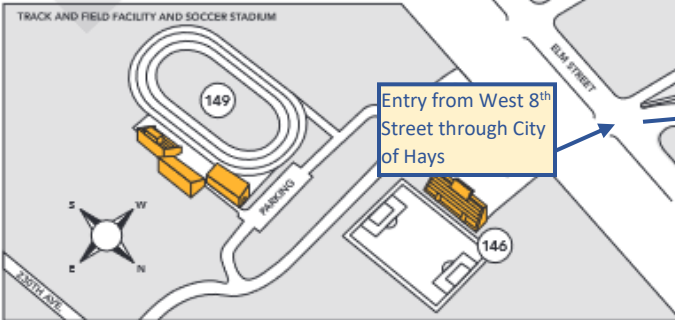 TRACK AND FIELD FACILITY AND SOCCER STADIUM
ELM STREET
149
Entry from West 8th
Street through City
of Hays
PARKING
S
W
146
E
N
230TH AVE.